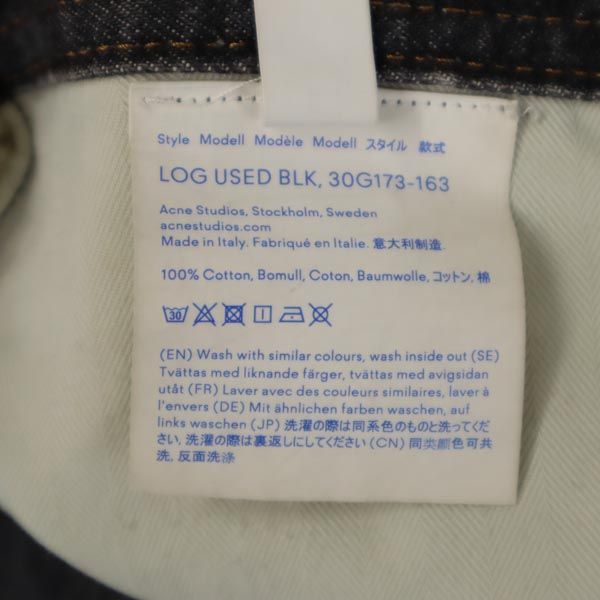 Style Modell Modèle Modell スタイル 款式
LOG USED BLK, 30G173-163
Acne Studios, Stockholm, Sweden
acnestudios.com
Made in Italy. Fabriqué en Italie. 意大利制造.
100% Cotton, Bomull, Coton, Baumwolle, コットン, 棉
30
(EN) Wash with similar colours, wash inside out (SE)
Tvättas med liknande färger, tvättas med avigsidan
utåt (FR) Laver avec des couleurs similaires, laver à
l'envers (DE) Mit ähnlichen farben waschen, auf
links waschen (JP) 洗濯の際は同系色のものと洗ってくだ
さい, 洗濯の際は裏返しにしてください (CN) 同类颜色可共
洗, 反面洗涤